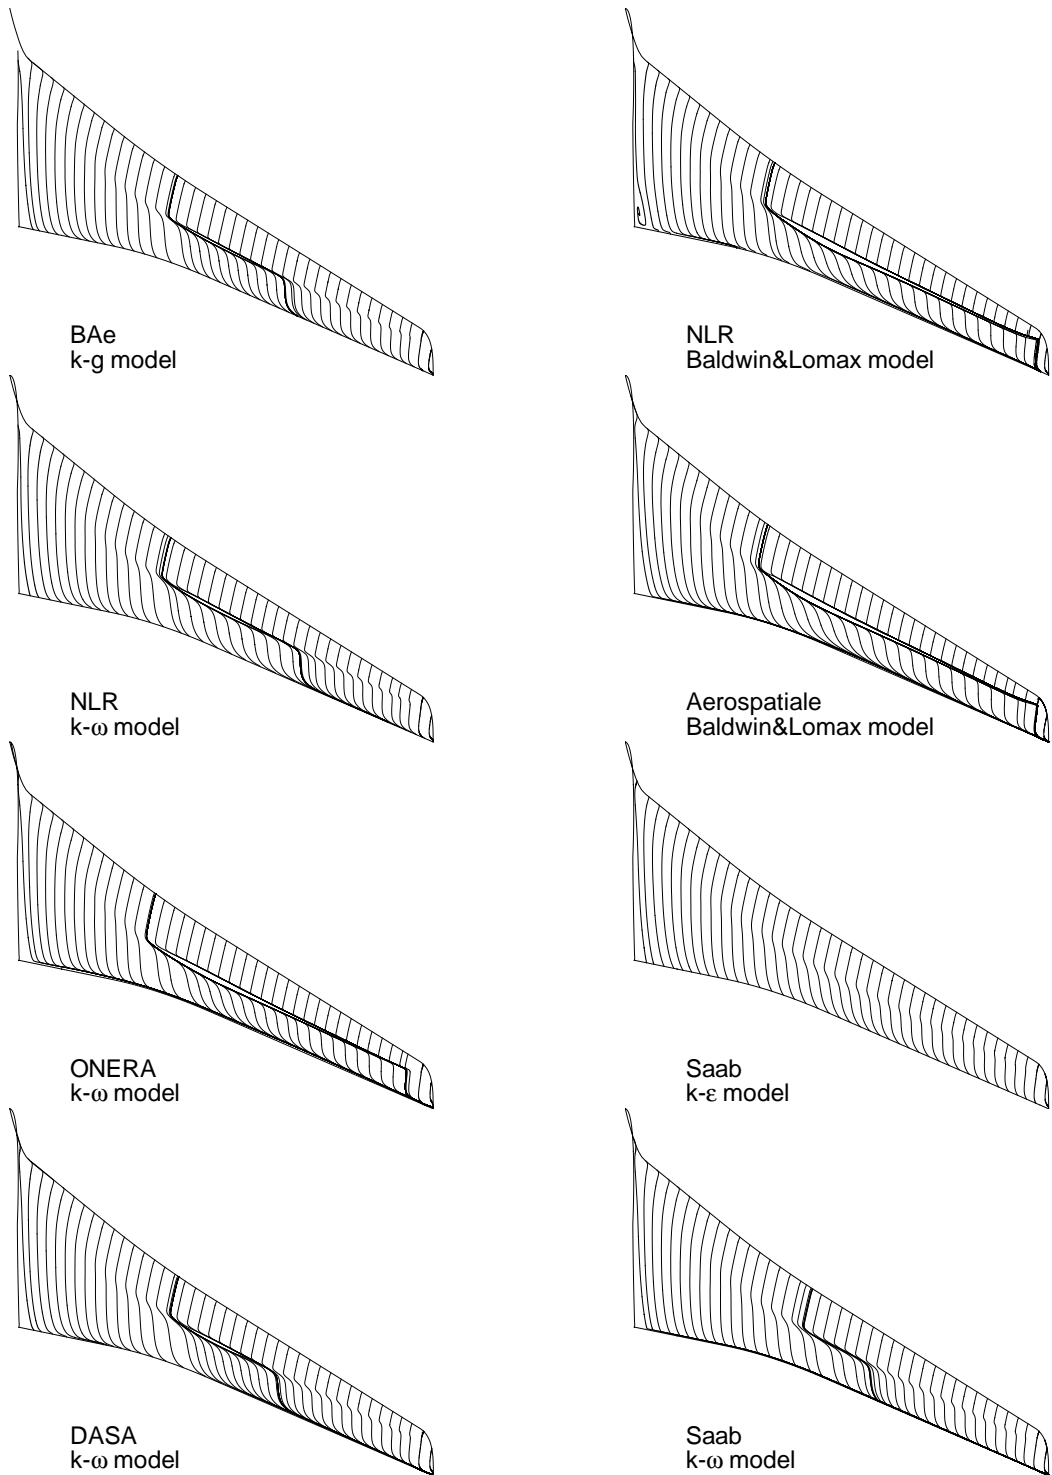 BAe
k-g model
NLR
Baldwin&Lomax model
NLR
k-ω model
Aerospatiale
Baldwin&Lomax model
ONERA
k-ω model
Saab
k-ε model
DASA
k-ω model
Saab
k-ω model